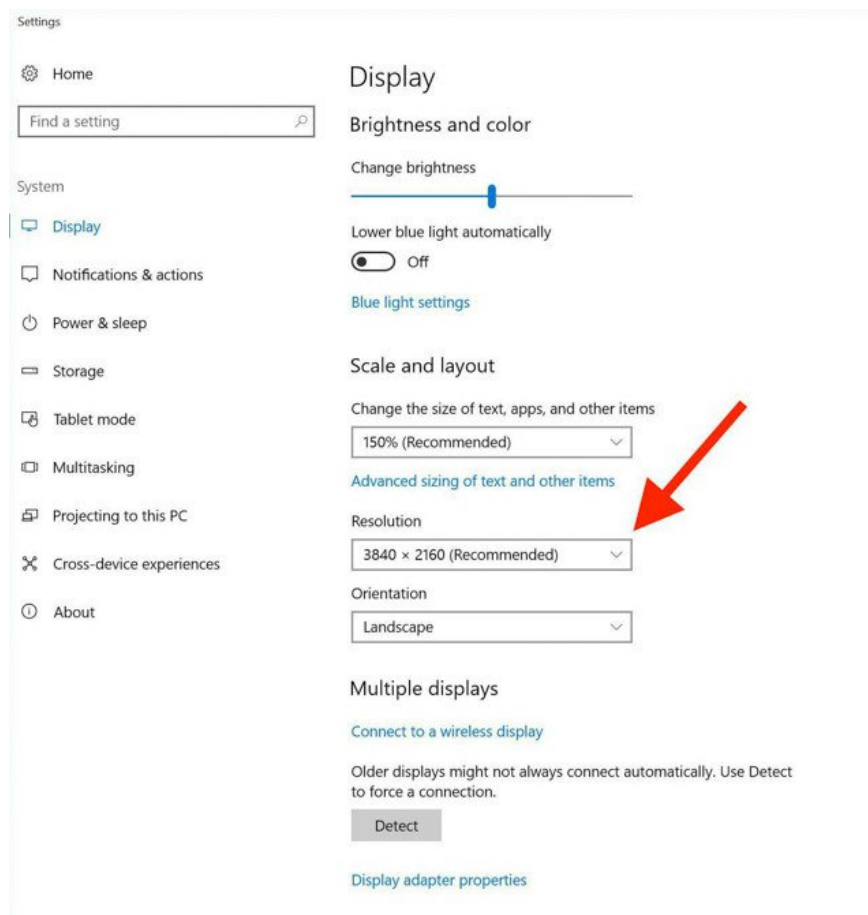 Settings
Home
Find a setting
System
Display
Notifications & actions
Power & sleep
Storage
Tablet mode
Multitasking
Projecting to this PC
Cross-device experiences
About
Display
Brightness and color
Change brightness
Lower blue light automatically
Off
Blue light settings
Scale and layout
Change the size of text, apps, and other items
150% (Recommended)
Advanced sizing of text and other items
Resolution
3840 × 2160 (Recommended)
Orientation
Landscape
Multiple displays
Connect to a wireless display
Older displays might not always connect automatically. Use Detect
to force a connection.
Detect
Display adapter properties